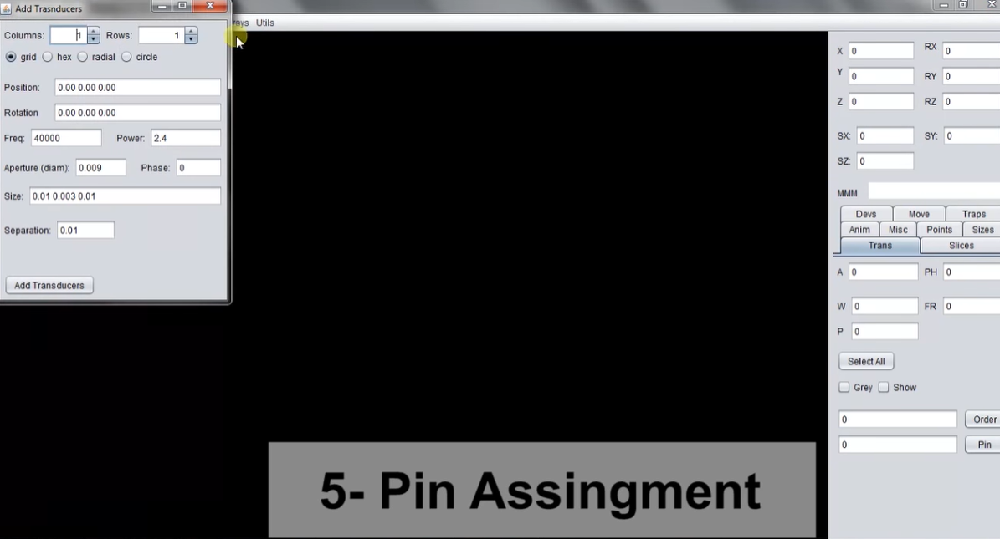 Add Trasnducers
Columns: 1 Rows: 1
grid hex radial circle
Position: 0.00 0.00 0.00
Rotation 0.00 0.00 0.00
Freq: 40000 Power: 2.4
Aperture (diam): 0.009 Phase: 0
Size: 0.01 0.003 0.01
Separation: 0.01
Add Transducers
Utils
X 0 RX 0
Y 0 RY 0
Z 0 RZ 0
SX: 0 SY: 0
SZ: 0
MMM
Devs Move Traps
Anim Misc Points Sizes
Trans Slices
A 0 PH 0
W 0 FR 0
P 0
Select All
Grey Show
0 Order
0 Pin
5- Pin Assingment